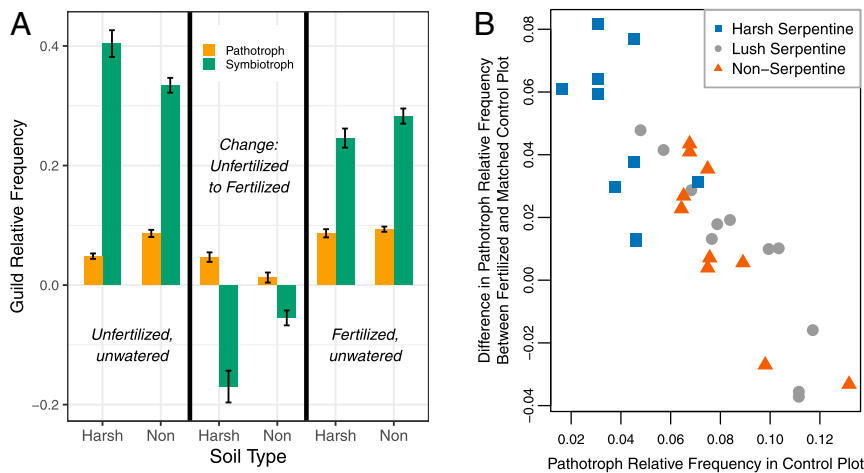 A
Guild Relative Frequency
0.4
0.2
0.0
−0.2
Pathotroph
Symbiotroph
Change:
Unfertilized
to Fertilized
Unfertilized,
unwatered
Fertilized,
unwatered
Harsh
Non
Harsh
Non
Harsh
Non
Soil Type
B
Difference in Pathotroph Relative Frequency
Between Fertilized and Matched Control Plot
0.08
0.06
0.04
0.02
0.00
−0.02
−0.04
Harsh Serpentine
Lush Serpentine
Non−Serpentine
0.02
0.04
0.06
0.08
0.10
0.12
Pathotroph Relative Frequency in Control Plot